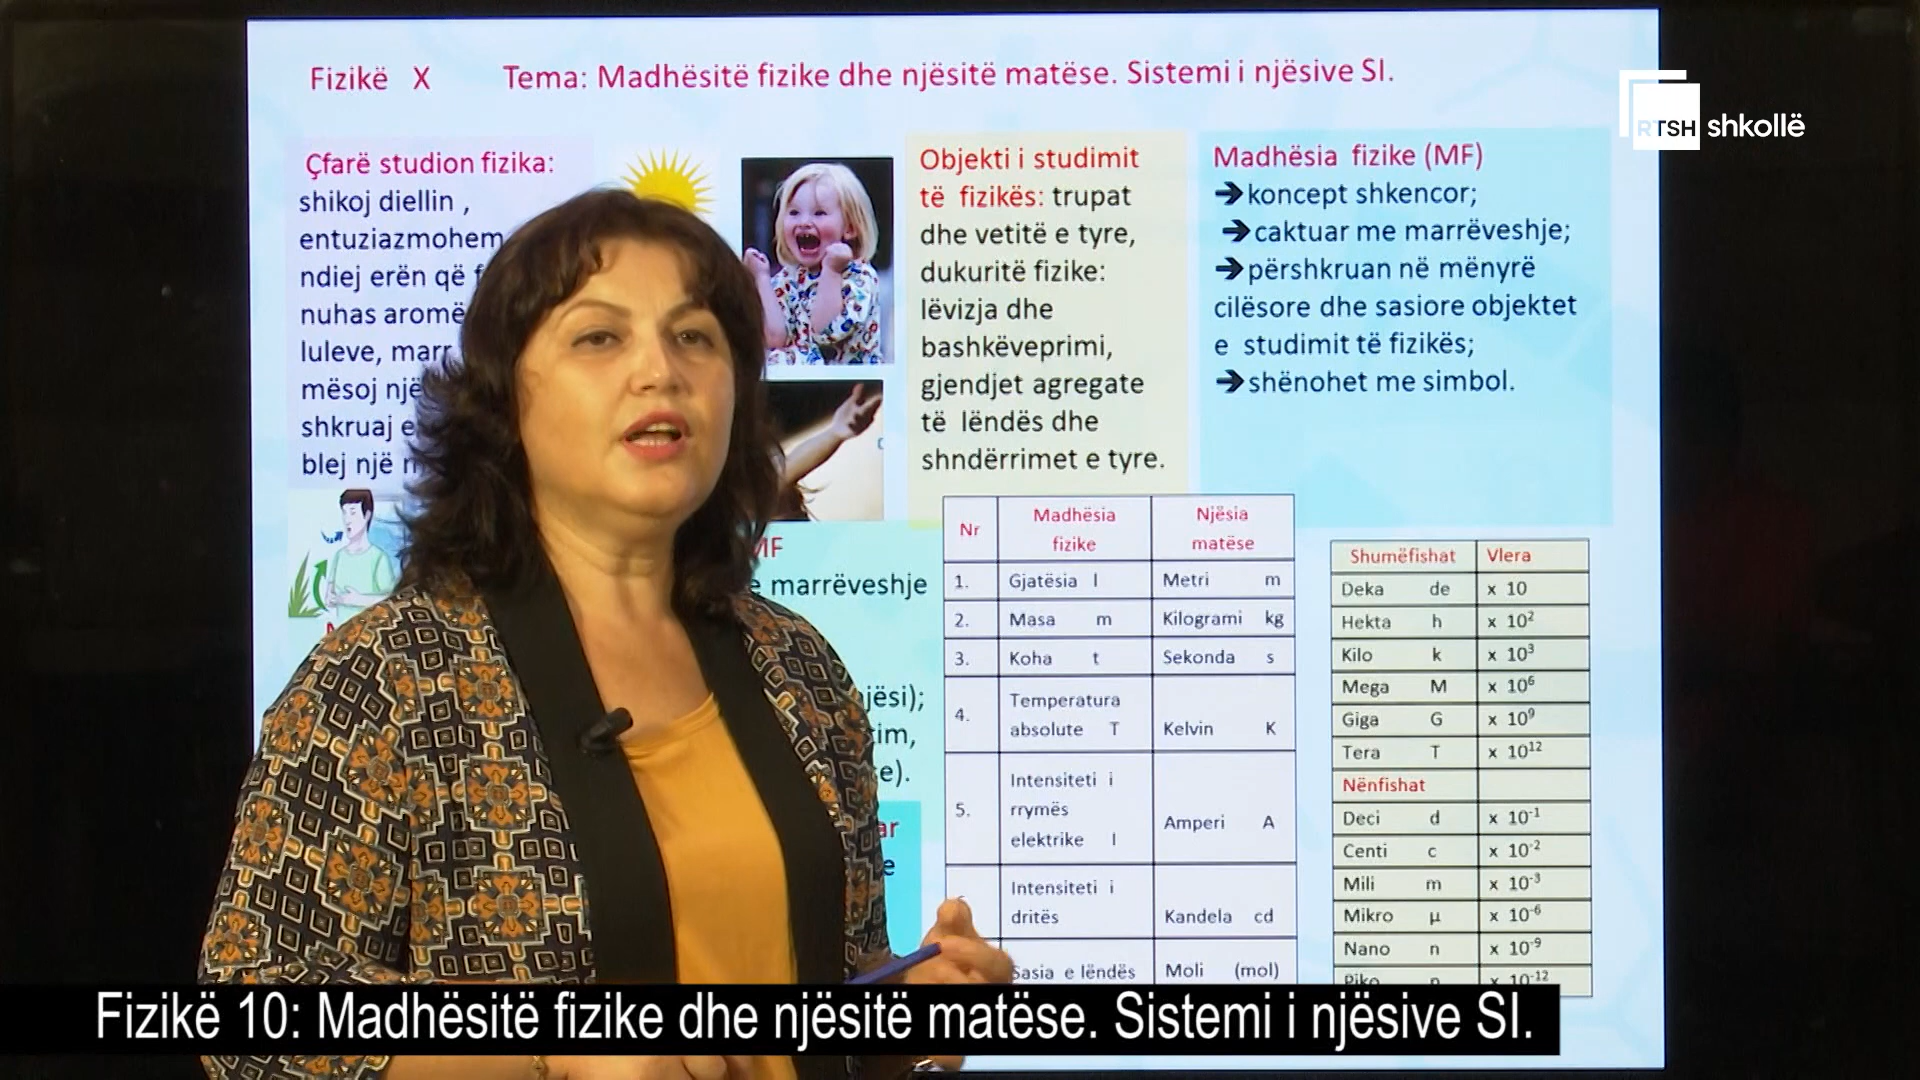 Fizikë X Tema: Madhësitë fizike dhe njësitë matëse. Sistemi i njësive SI.
RTSH shkollë
Çfarë studion fizika:
shikoj diellin ,
entuziazmohem
ndiej erën që
nuhas aromë
luleve, marr
mësoj një
shkruaj
blej një
Objekti i studimit
të fizikës: trupat
dhe vetitë e tyre,
dukuritë fizike:
lëvizja dhe
bashkëveprimi,
gjendjet agregate
të lëndës dhe
shndërrimet e tyre.
Madhësia fizike (MF)
➔ koncept shkencor;
➔ caktuar me marrëveshje;
➔ përshkruan në mënyrë
cilësore dhe sasiore objektet
e studimit të fizikës;
➔ shënohet me simbol.
MF
marrëveshje
Nr Madhësia fizike Njësia matëse
1. Gjatësia l Metri m
2. Masa m Kilogrami kg
3. Koha t Sekonda s
4. Temperatura absolute T Kelvin K
5. Intensiteti i rrymës elektrike I Amperi A
Intensiteti i dritës Kandela cd
Sasia e lëndës Moli (mol)
Shumëfishat Vlera
Deka de x 10
Hekta h x 10²
Kilo k x 10³
Mega M x 10⁶
Giga G x 10⁹
Tera T x 10¹²
Nënfishat
Deci d x 10⁻¹
Centi c x 10⁻²
Mili m x 10⁻³
Mikro μ x 10⁻⁶
Nano n x 10⁻⁹
Piko p x 10⁻¹²
Fizikë 10: Madhësitë fizike dhe njësitë matëse. Sistemi i njësive SI.